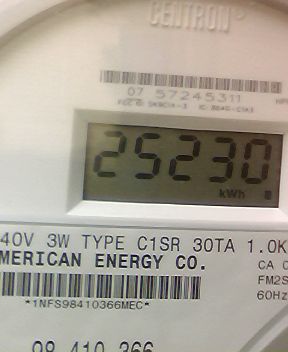 CENTRON®
07 57245311
25230
kWh
40V 3W TYPE C1SR 30TA 1.0K
MERICAN ENERGY CO.
CA 0
FM2S
60Hz
*1NFS98410366MEC*
98 410 366